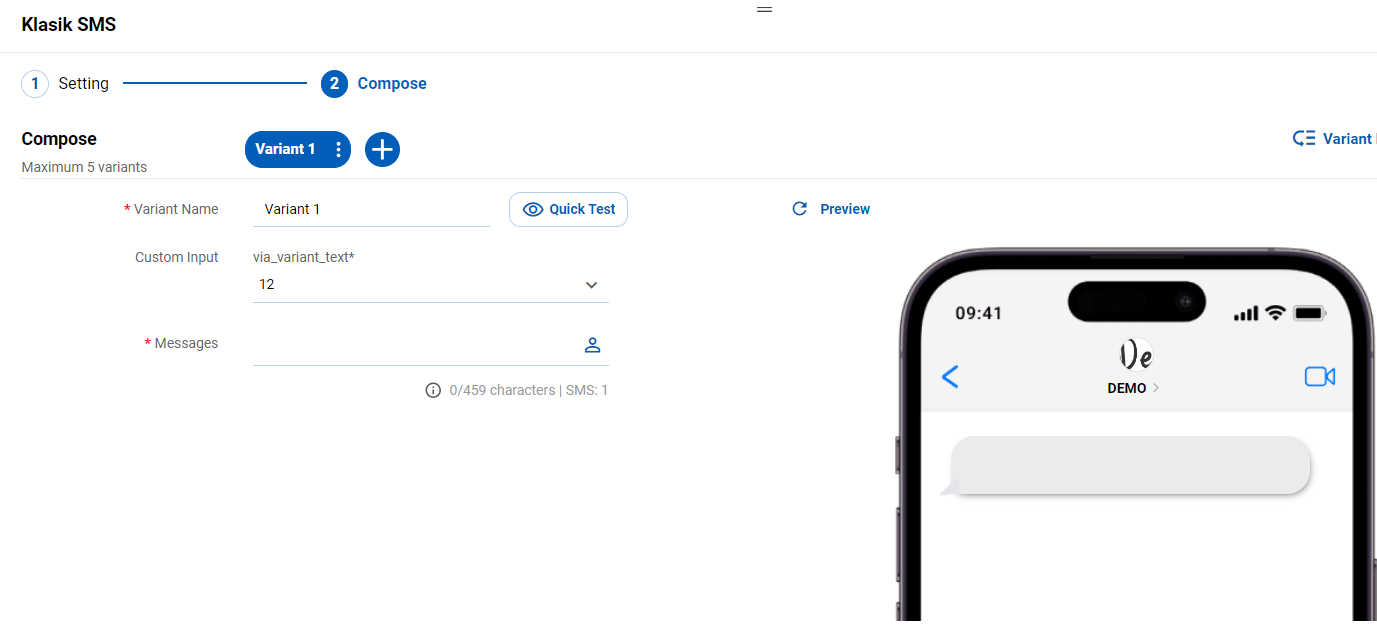 Klasik SMS
1 Setting 2 Compose
Compose
Maximum 5 variants
Variant 1
Variant
* Variant Name
Variant 1
Quick Test
Preview
Custom Input
via_variant_text*
12
* Messages
0/459 characters | SMS: 1
09:41
De
DEMO